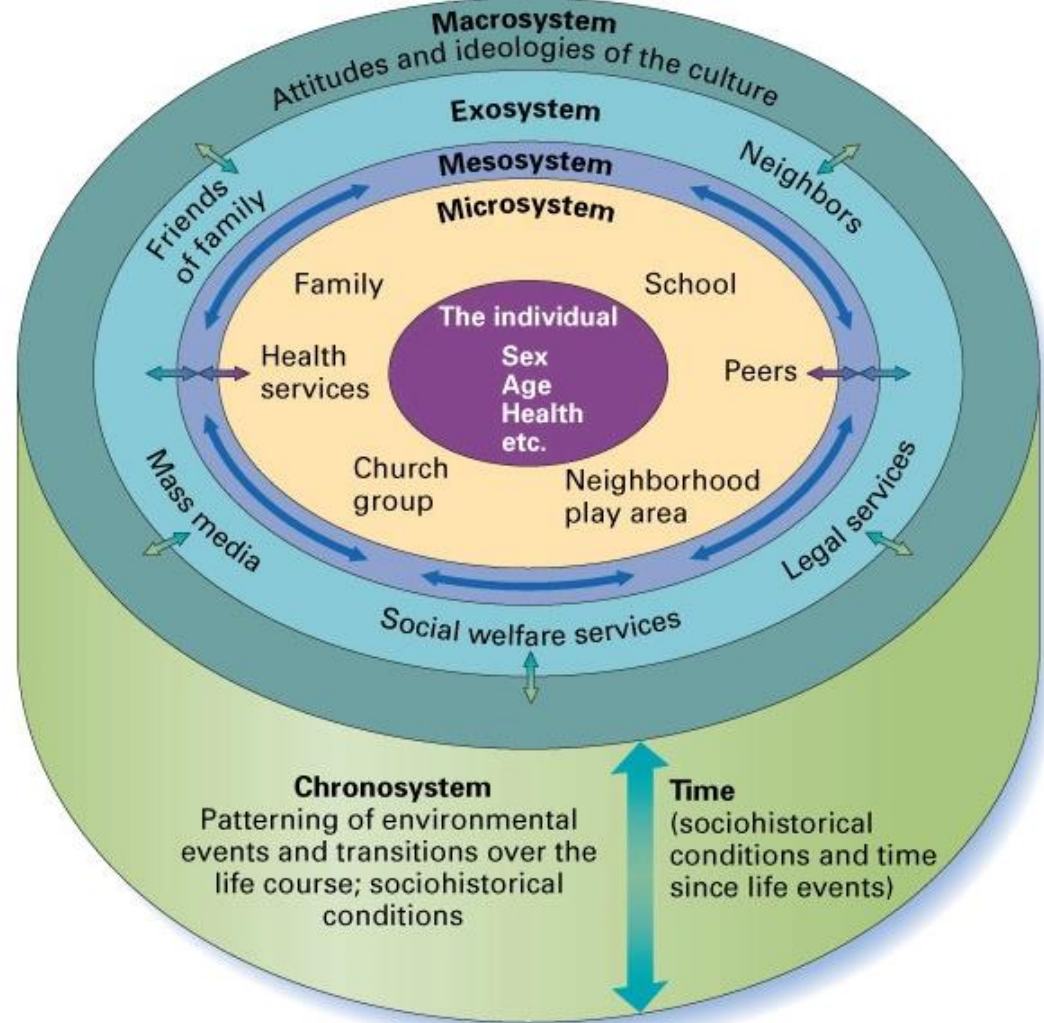 Macrosystem
Attitudes and ideologies of the culture
Exosystem
Mesosystem
Microsystem
Friends
of family
Neighbors
Family
School
The individual
Sex
Age
Health
etc.
Health
services
Peers
Church
group
Neighborhood
play area
Mass media
Legal services
Social welfare services
Chronosystem
Patterning of environmental
events and transitions over the
life course; sociohistorical
conditions
Time
(sociohistorical
conditions and time
since life events)